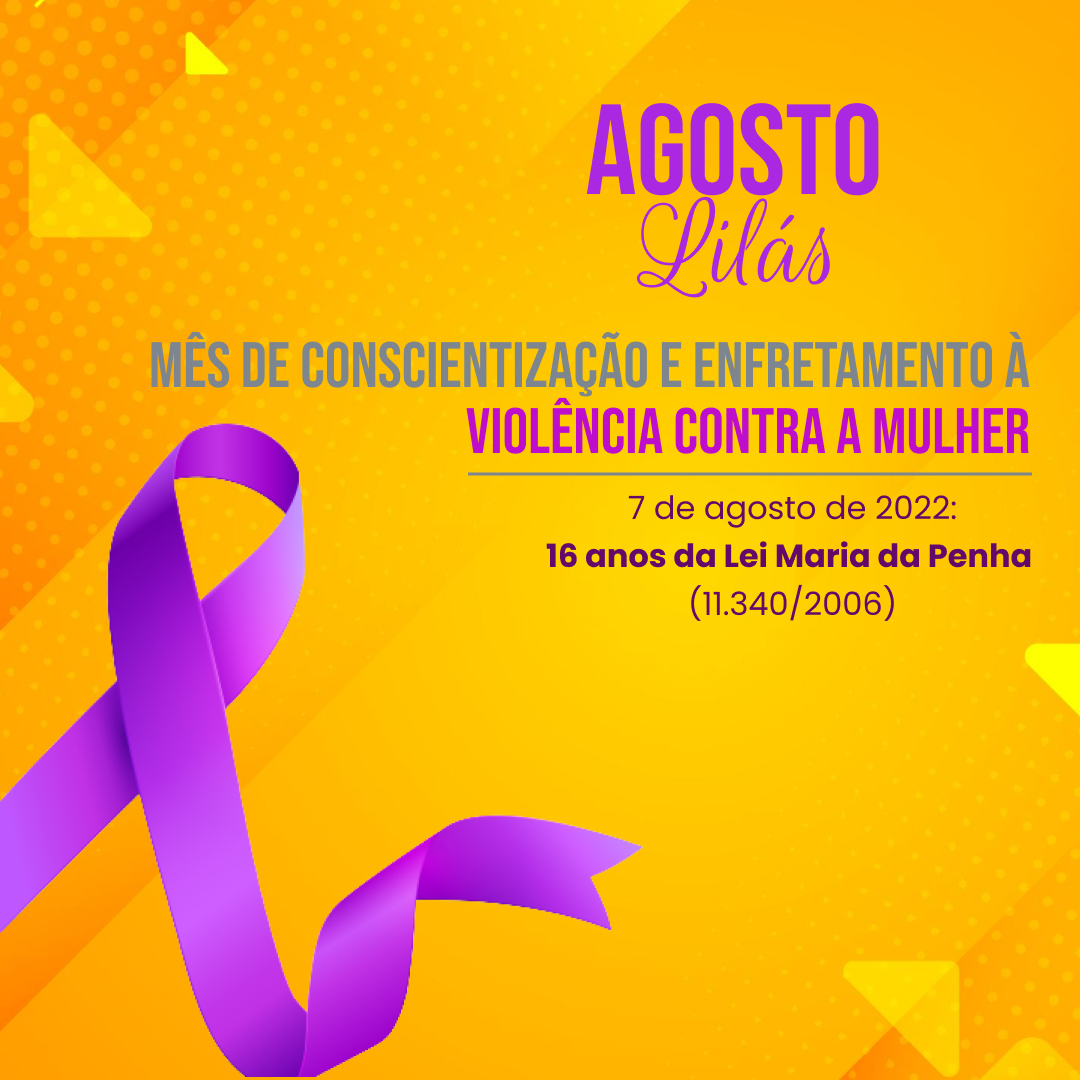 AGOSTO
Lilás
MÊS DE CONSCIENTIZAÇÃO E ENFRETAMENTO À
VIOLÊNCIA CONTRA A MULHER
7 de agosto de 2022:
16 anos da Lei Maria da Penha
(11.340/2006)